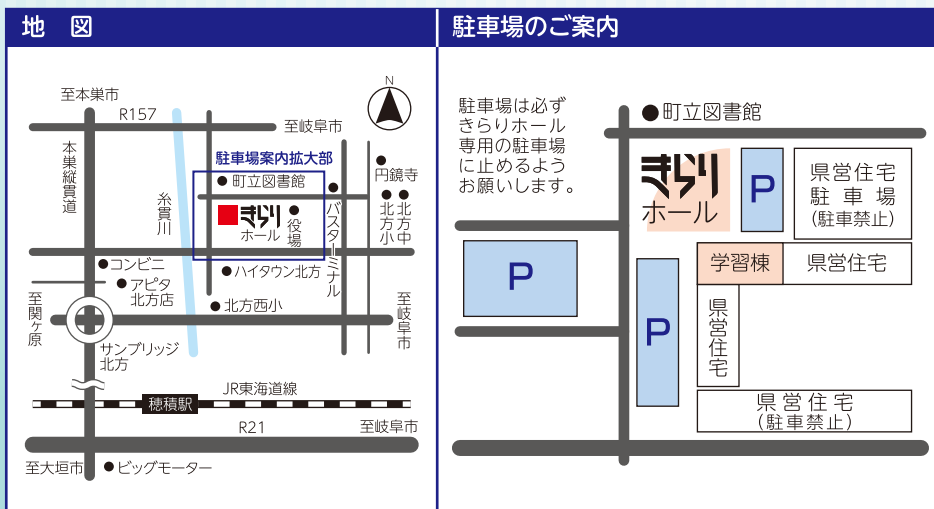 地 図
至本巣市
R157
至岐阜市
N
本巣縦貫道
糸貫川
駐車場案内拡大部
町立図書館
きらり
ホール
役場
バスターミナル
円鏡寺
北方小
北方中
コンビニ
アピタ
北方店
ハイタウン北方
北方西小
至関ヶ原
至岐阜市
サンブリッジ
北方
JR東海道線
穂積駅
R21
至岐阜市
至大垣市
ビッグモーター
駐車場のご案内
駐車場は必ず
きらりホール
専用の駐車場
に止めるよう
お願いします。
町立図書館
きらり
ホール
P
県営住宅
駐車場
(駐車禁止)
P
学習棟
県営住宅
P
県営住宅
県営住宅
(駐車禁止)